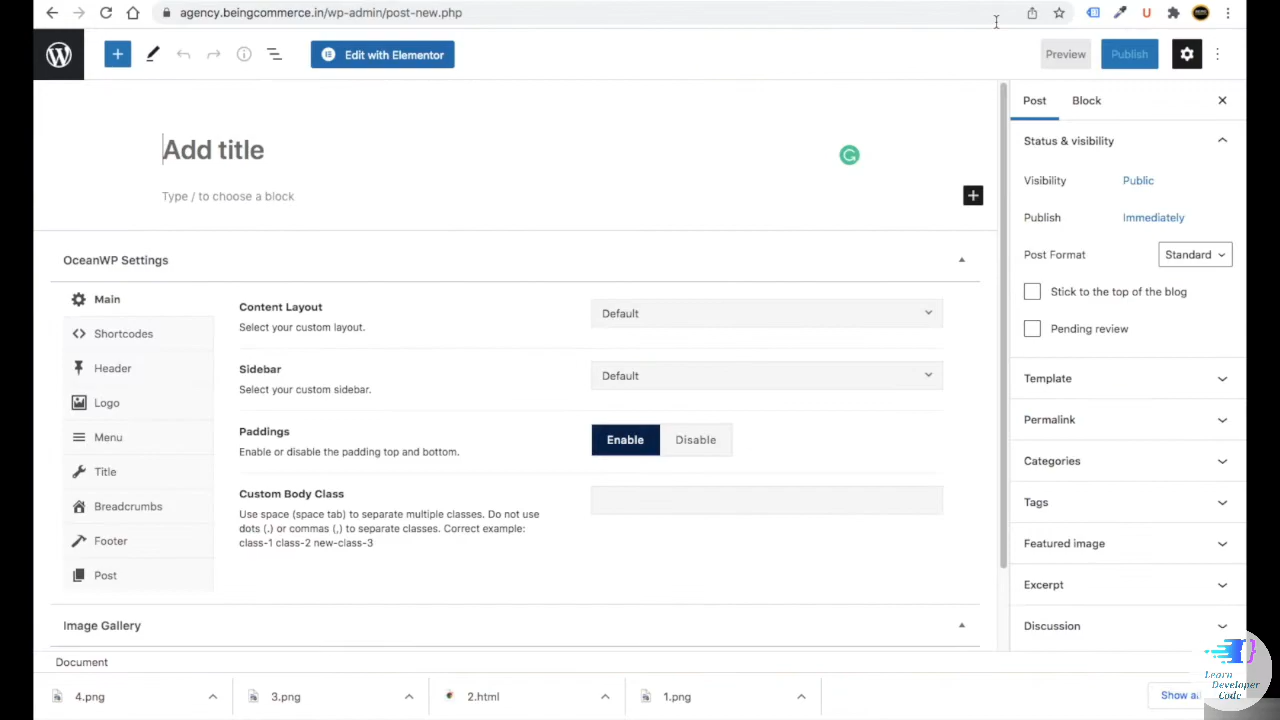 agency.beingcommerce.in/wp-admin/post-new.php
Edit with Elementor
Preview
Publish
Add title
Type / to choose a block
OceanWP Settings
Main
Shortcodes
Header
Logo
Menu
Title
Breadcrumbs
Footer
Post
Content Layout
Select your custom layout.
Default
Sidebar
Select your custom sidebar.
Default
Paddings
Enable or disable the padding top and bottom.
Enable
Disable
Custom Body Class
Use space (space tab) to separate multiple classes. Do not use
dots (.) or commas (,) to separate classes. Correct example:
class-1 class-2 new-class-3
Image Gallery
Document
Post
Block
Status & visibility
Visibility
Public
Publish
Immediately
Post Format
Standard
Stick to the top of the blog
Pending review
Template
Permalink
Categories
Tags
Featured image
Excerpt
Discussion
4.png
3.png
2.html
1.png
Show
Learn
Developer
Code